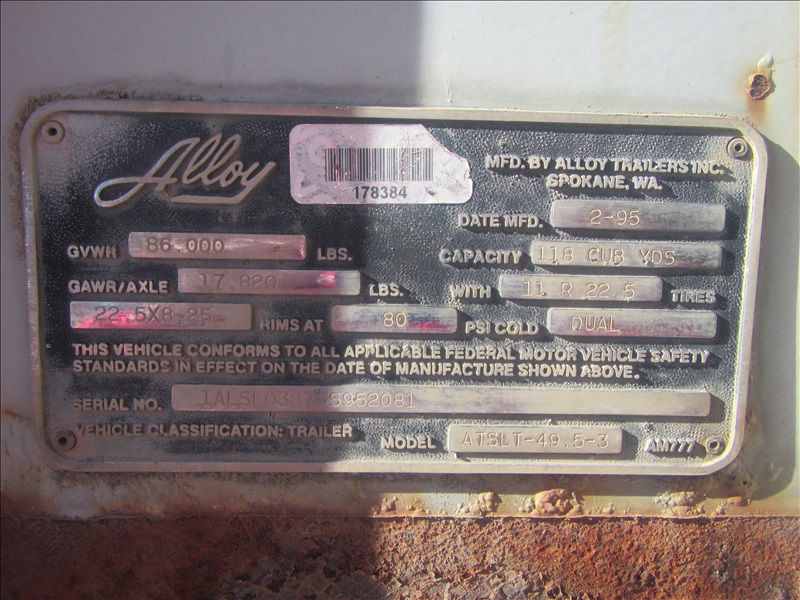 Alloy
178384
MFD. BY ALLOY TRAILERS INC.
SPOKANE, WA.
DATE MFD. 2-95
GVWR 86 000 LBS.
CAPACITY 118 CUB YDS
GAWR/AXLE 17 820 LBS.
WITH 11 R 22.5 TIRES
22.5X8.25 RIMS AT 80 PSI COLD DUAL
THIS VEHICLE CONFORMS TO ALL APPLICABLE FEDERAL MOTOR VEHICLE SAFETY
STANDARDS IN EFFECT ON THE DATE OF MANUFACTURE SHOWN ABOVE.
SERIAL NO.
VEHICLE CLASSIFICATION: TRAILER
MODEL ATSLT-49.5-3
AM777